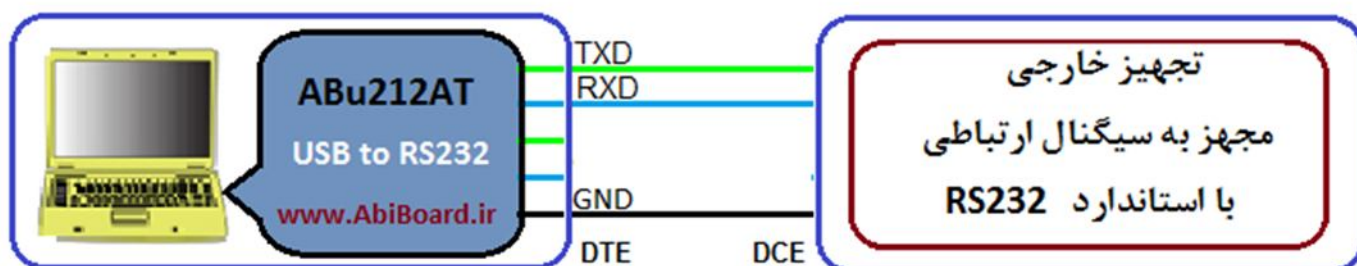 ABu212AT
USB to RS232
www.AbiBoard.ir
TXD
RXD
GND
DTE
DCE
تجهیز خارجی
مجهز به سیگنال ارتباطی
با استاندارد RS232